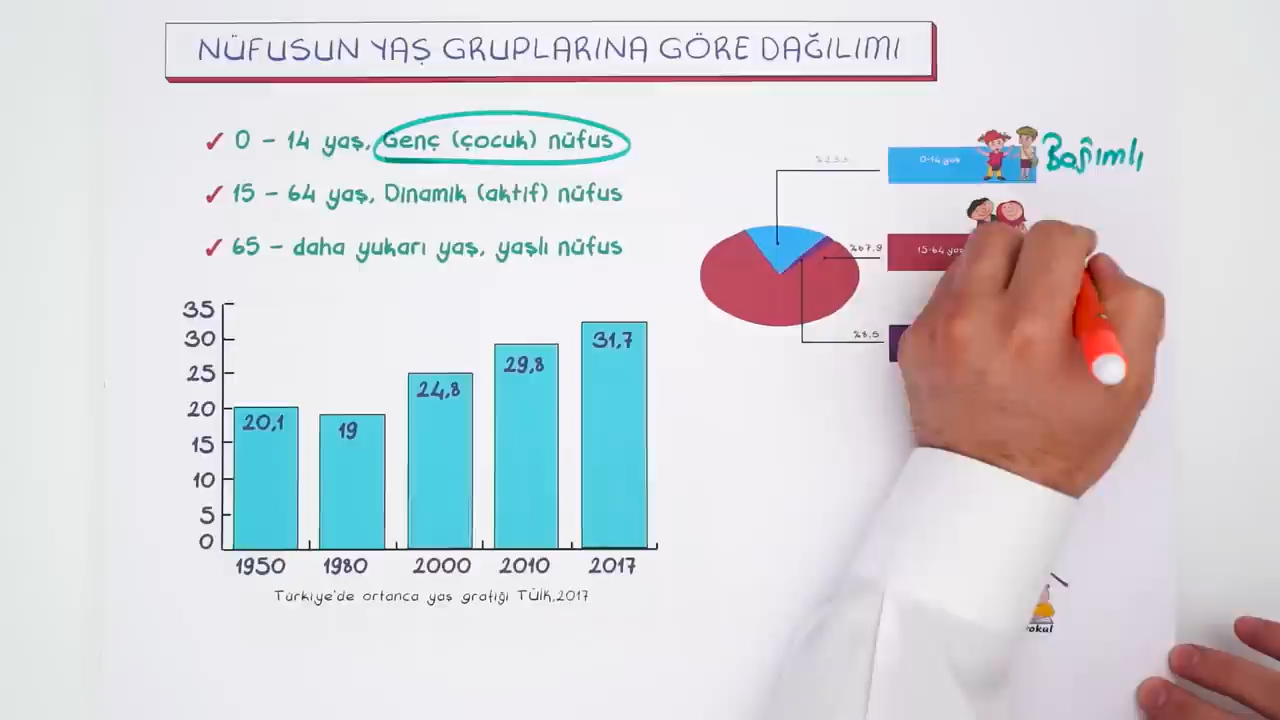 NÜFUSUN YAŞ GRUPLARINA GÖRE DAĞILIMI
✓ 0 – 14 yaş, Genç (çocuk) nüfus
✓ 15 – 64 yaş, Dinamik (aktif) nüfus
✓ 65 – daha yukarı yaş, yaşlı nüfus
0-14 yaş
Bağımlı
%67,9
15-64 yaş
%8,5
35
30
25
20
15
10
5
0
20,1
19
24,8
29,8
31,7
1950
1980
2000
2010
2017
Türkiye'de ortanca yaş grafiği TÜİK,2017
okul